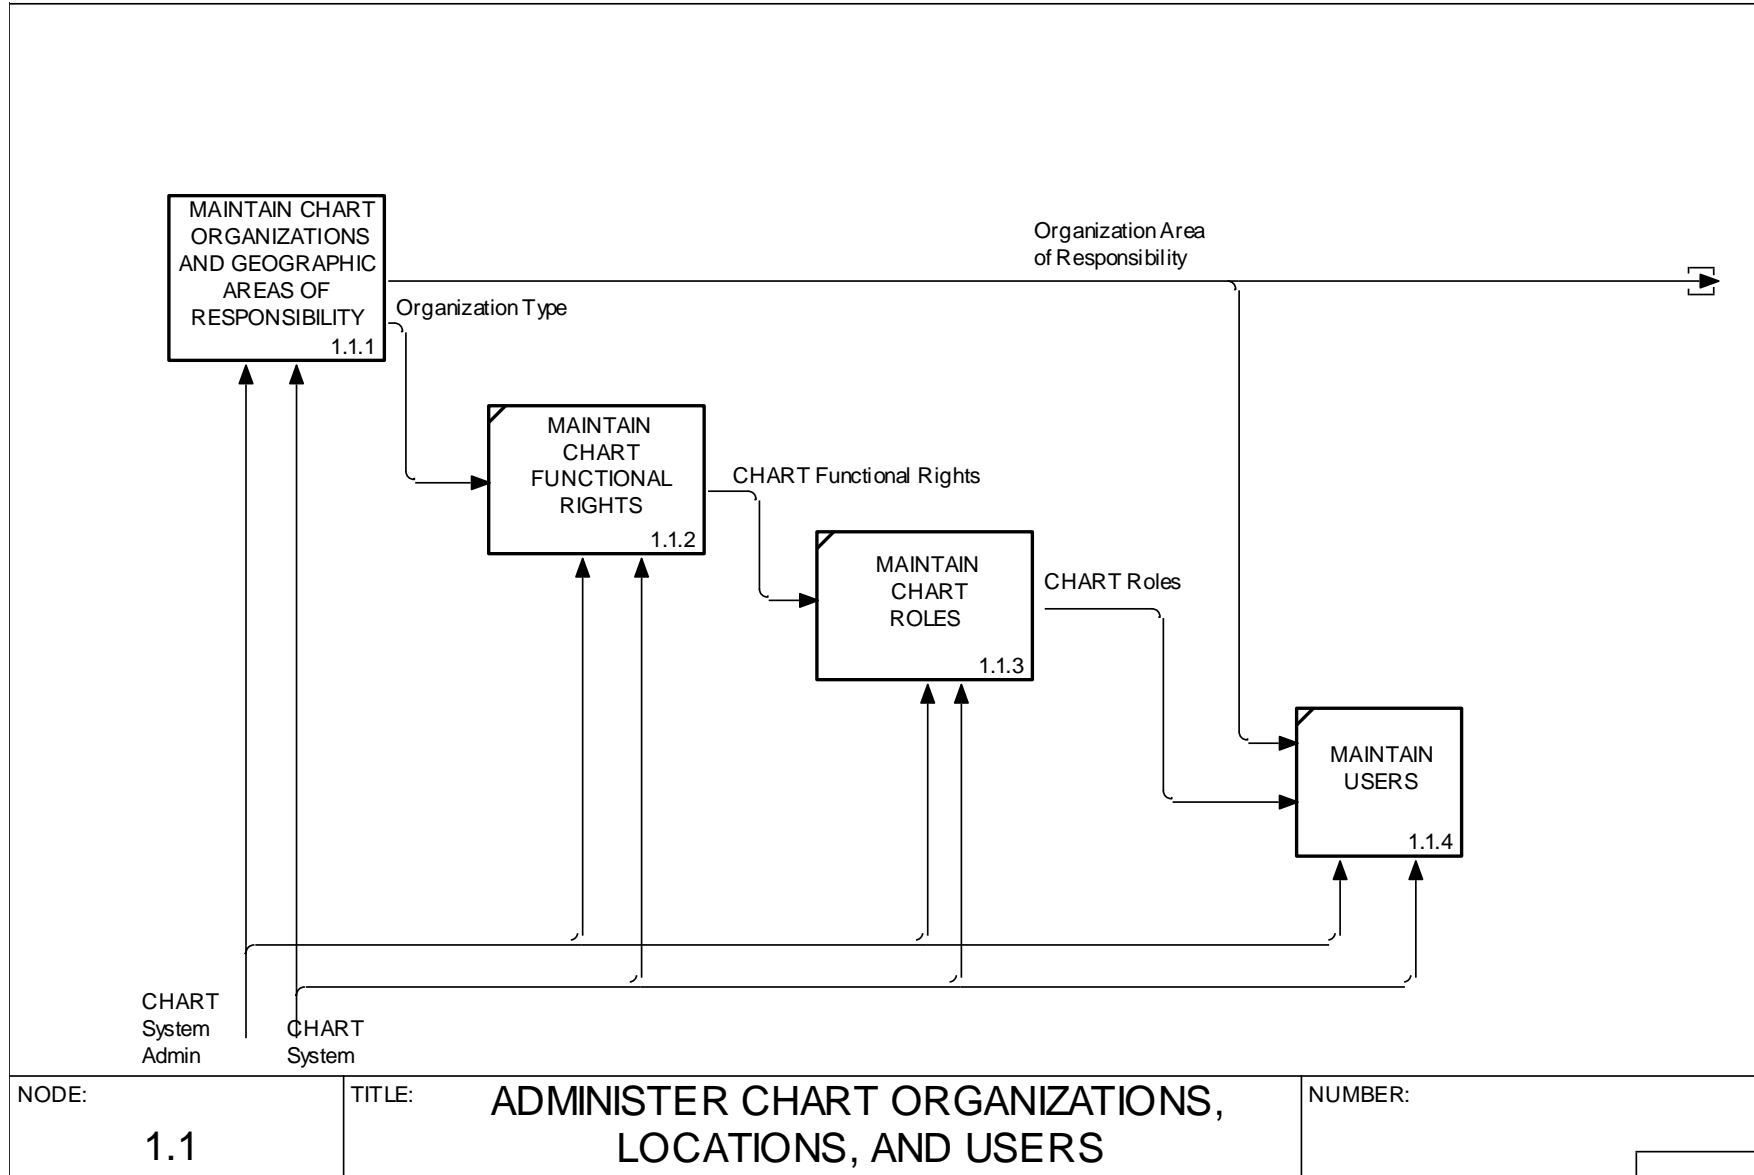 MAINTAIN CHART
ORGANIZATIONS
AND GEOGRAPHIC
AREAS OF
RESPONSIBILITY
1.1.1
Organization Area
of Responsibility
Organization Type
MAINTAIN
CHART
FUNCTIONAL
RIGHTS
1.1.2
CHART Functional Rights
MAINTAIN
CHART
ROLES
1.1.3
CHART Roles
MAINTAIN
USERS
1.1.4
CHART
System
Admin
CHART
System
NODE:
1.1
TITLE:
ADMINISTER CHART ORGANIZATIONS,
LOCATIONS, AND USERS
NUMBER: